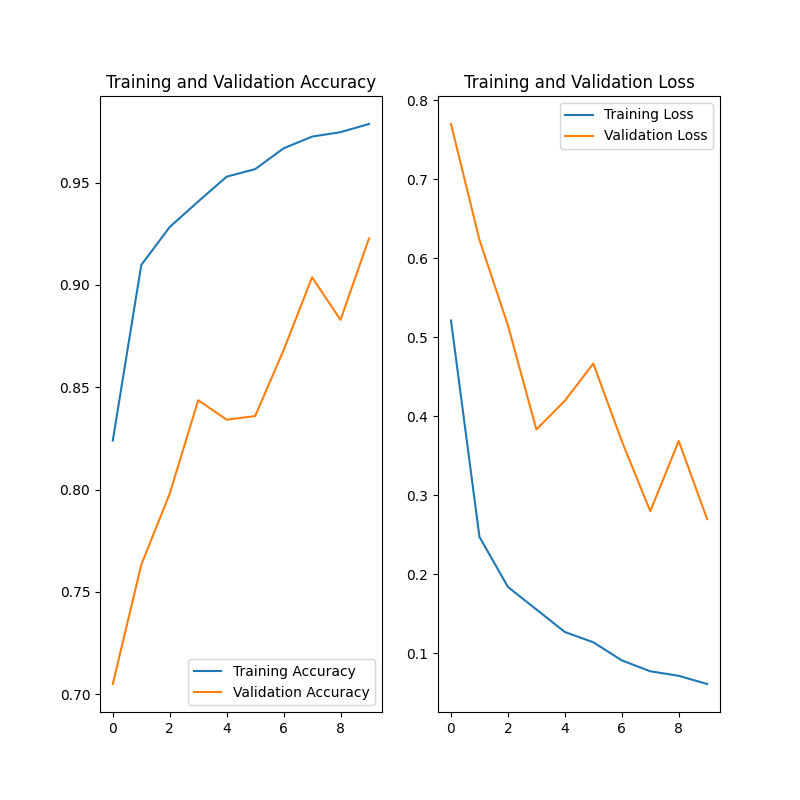 Training and Validation Accuracy
0.95
0.90
0.85
0.80
0.75
0.70
0 2 4 6 8
Training Accuracy
Validation Accuracy
Training and Validation Loss
0.8
0.7
0.6
0.5
0.4
0.3
0.2
0.1
0 2 4 6 8
Training Loss
Validation Loss